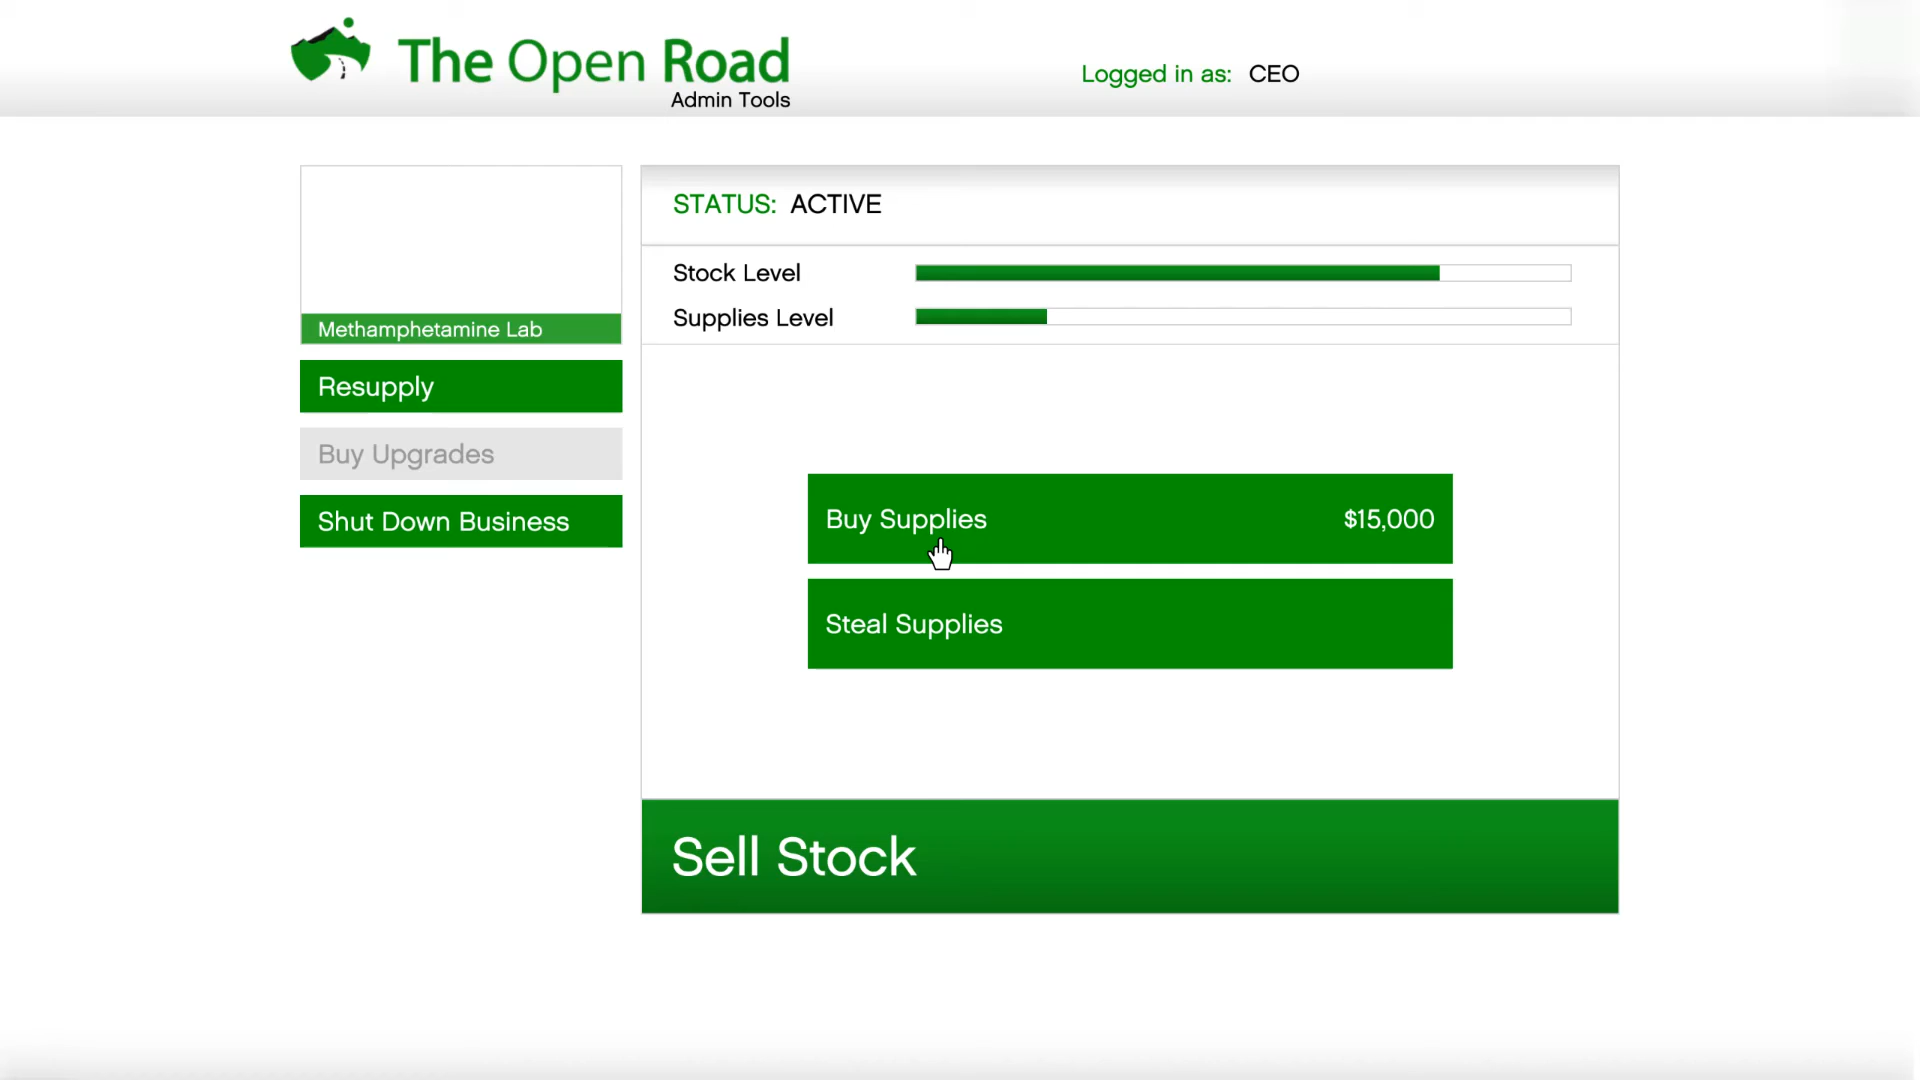 The Open Road
Admin Tools
Logged in as: CEO
Methamphetamine Lab
Resupply
Buy Upgrades
Shut Down Business
STATUS: ACTIVE
Stock Level
Supplies Level
Buy Supplies $15,000
Steal Supplies
Sell Stock